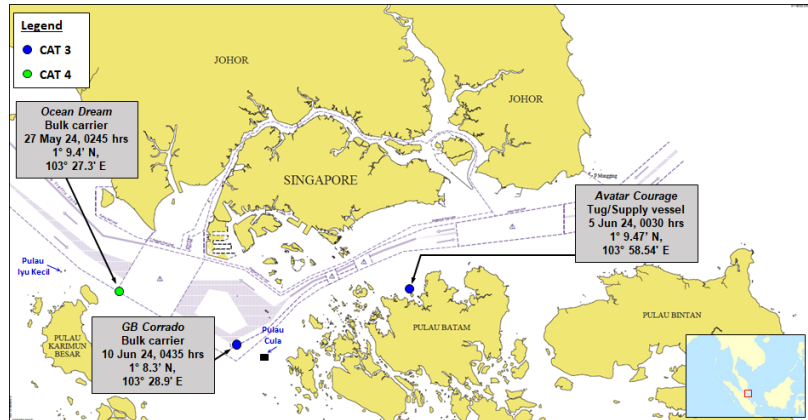 Legend
CAT 3
CAT 4
JOHOR
JOHOR
Ocean Dream
Bulk carrier
27 May 24, 0245 hrs
1° 9.4' N,
103° 27.3' E
SINGAPORE
Avatar Courage
Tug/Supply vessel
5 Jun 24, 0030 hrs
1° 9.47' N,
103° 58.54' E
Pulau
Iyu Kecil
GB Corrado
Bulk carrier
10 Jun 24, 0435 hrs
1° 8.3' N,
103° 28.9' E
Pulau
Cula
PULAU
KARIMUN
BESAR
PULAU BATAM
PULAU BINTAN